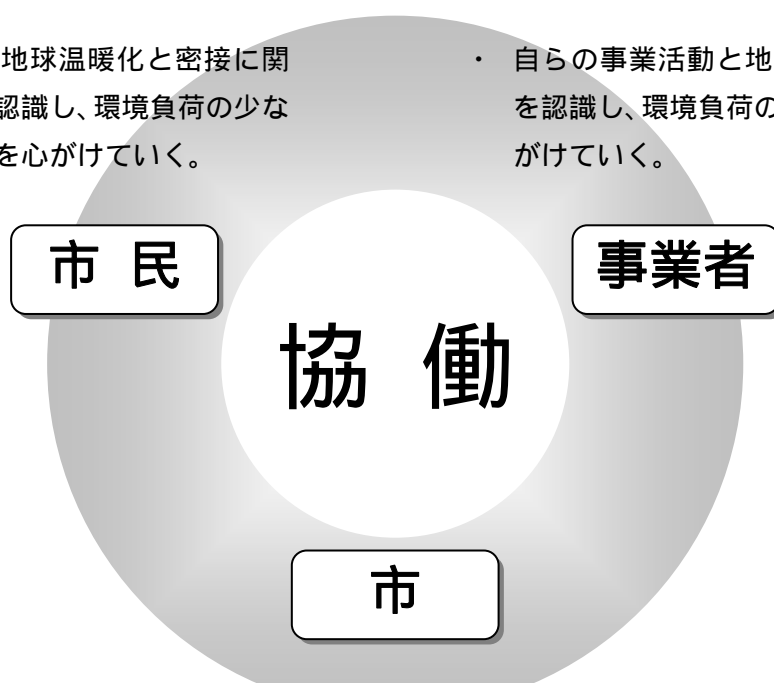 地球温暖化と密接に関
認識し、環境負荷の少な
を心がけていく。
・ 自らの事業活動と地
を認識し、環境負荷の
がけていく。
市 民
事業者
協 働
市